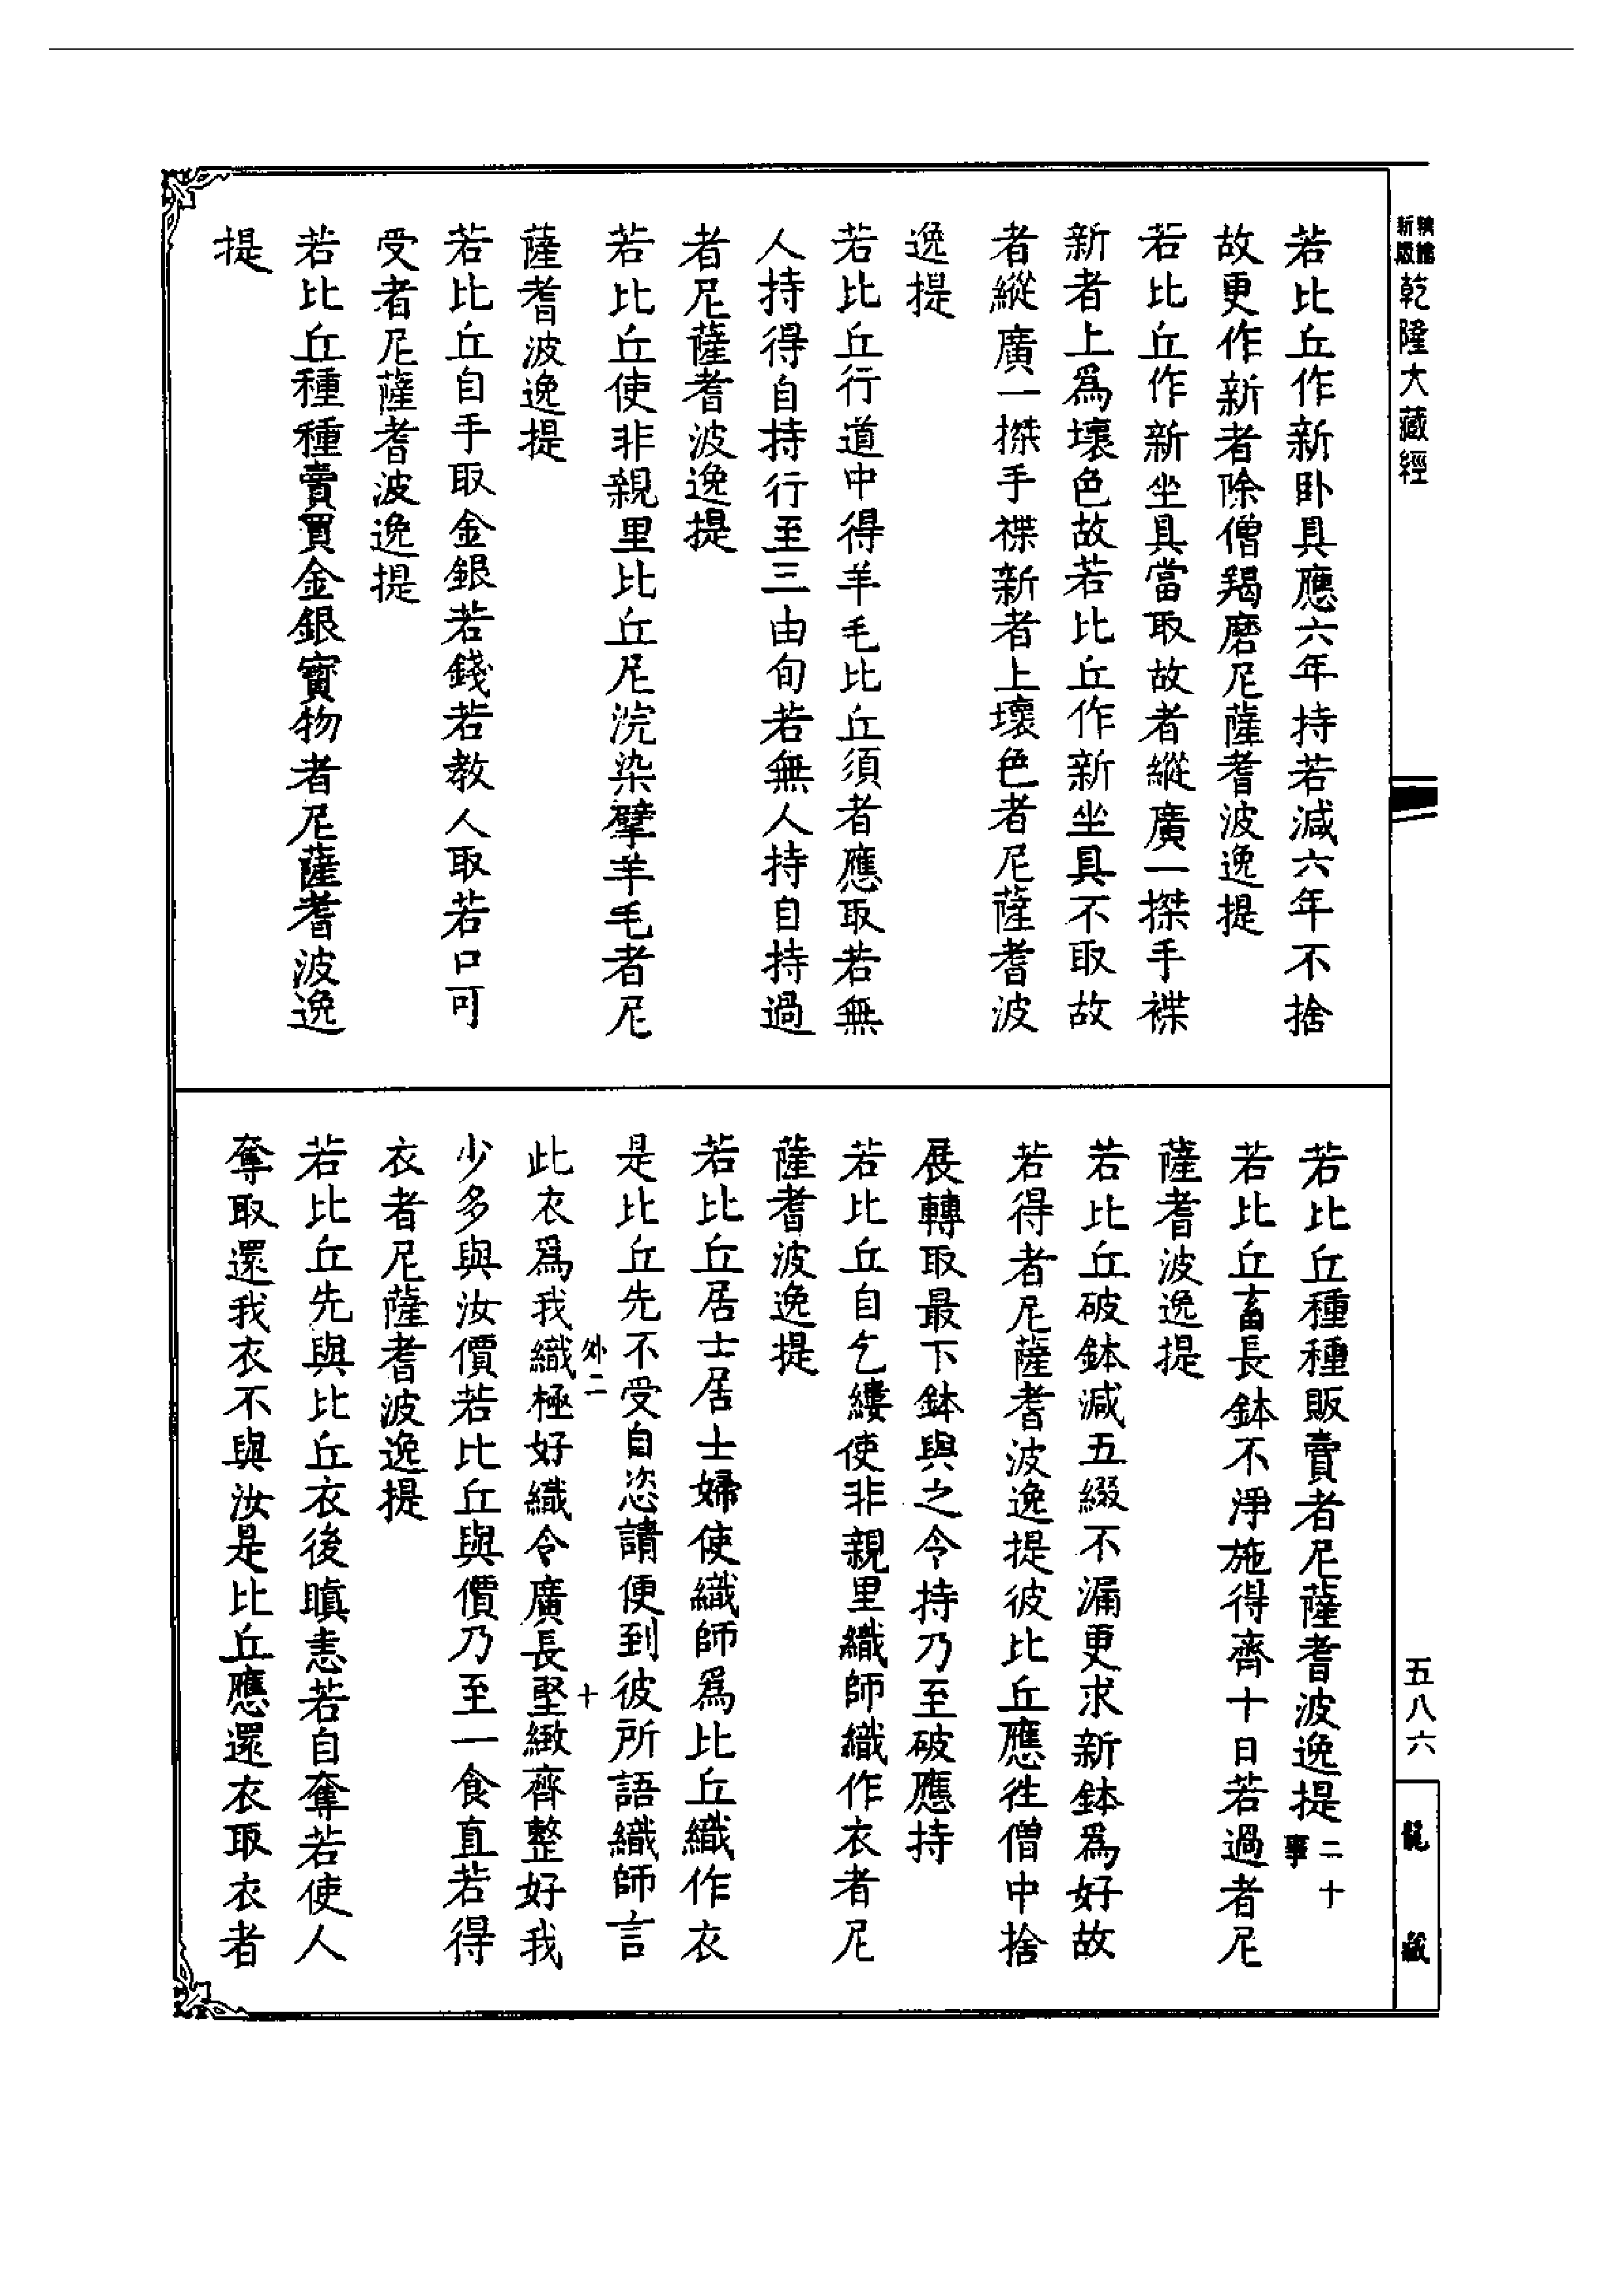 新版
乾隆大藏經
若比丘作新卧具應六年持若減六年不捨
故更作新者除僧羯磨尼薩耆波逸提
若比丘作新坐具當取故者縱廣一搩手褋
新者上爲壞色故若比丘作新坐具不取故
者縱廣一搩手褋新者上壞色者尼薩耆波
逸提
若比丘行道中得羊毛比丘須者應取若無
人持得自持行至三由旬若無人持自持過
者尼薩耆波逸提
若比丘使非親里比丘尼浣染擘羊毛者尼
薩耆波逸提
若比丘自手取金銀若錢若教人取若口可
受者尼薩耆波逸提
若比丘種種賣買金銀寶物者尼薩耆波逸
提
若比丘種種販賣者尼薩耆波逸提二十事
若比丘畜長鉢不淨施得齊十日若過者尼
薩耆波逸提
若比丘破鉢減五綴不漏更求新鉢爲好故
若得者尼薩耆波逸提彼比丘應往僧中捨
展轉取最下鉢與之令持乃至破應持
若比丘自乞縷使非親里織師織作衣者尼
薩耆波逸提
若比丘居士居士婦使織師爲比丘織作衣
是比丘先不受自恣請便到彼所語織師言
外二
十
此衣爲我織極好織令廣長堅緻齊整好我
少多與汝價若比丘與價乃至一食直若得
衣者尼薩耆波逸提
若比丘先與比丘衣後瞋恚若自奪若使人
奪取還我衣不與汝是比丘應還衣取衣者
五八六
龍藏